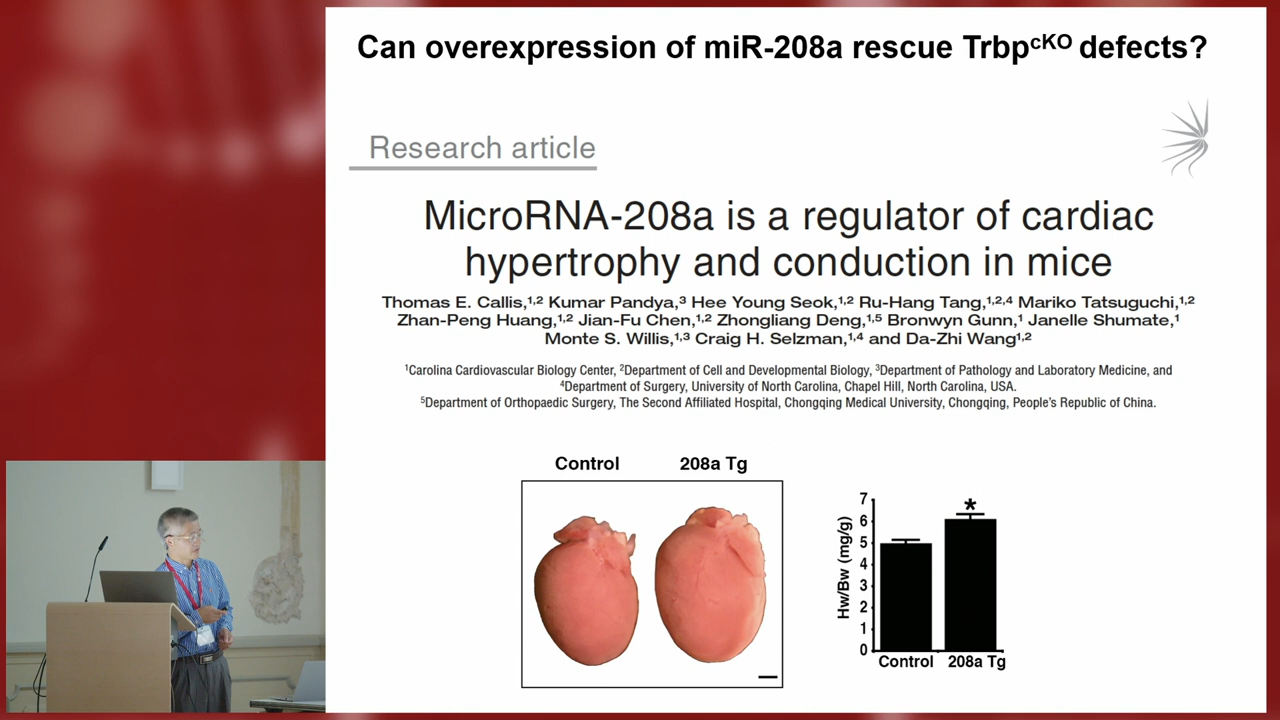 Can overexpression of miR-208a rescue Trbpᶜᴷᴼ defects?
Research article
MicroRNA-208a is a regulator of cardiac
hypertrophy and conduction in mice
Thomas E. Callis,¹,² Kumar Pandya,³ Hee Young Seok,¹,² Ru-Hang Tang,¹,²,⁴ Mariko Tatsuguchi,¹,²
Zhan-Peng Huang,¹,² Jian-Fu Chen,¹,² Zhongliang Deng,¹,⁵ Bronwyn Gunn,¹ Janelle Shumate,¹
Monte S. Willis,¹,³ Craig H. Selzman,¹,⁴ and Da-Zhi Wang¹,²
¹Carolina Cardiovascular Biology Center, ²Department of Cell and Developmental Biology, ³Department of Pathology and Laboratory Medicine, and
⁴Department of Surgery, University of North Carolina, Chapel Hill, North Carolina, USA.
⁵Department of Orthopaedic Surgery, The Second Affiliated Hospital, Chongqing Medical University, Chongqing, People's Republic of China.
Control 208a Tg
Hw/Bw (mg/g)
7
6
5
4
3
2
1
0
*
Control 208a Tg